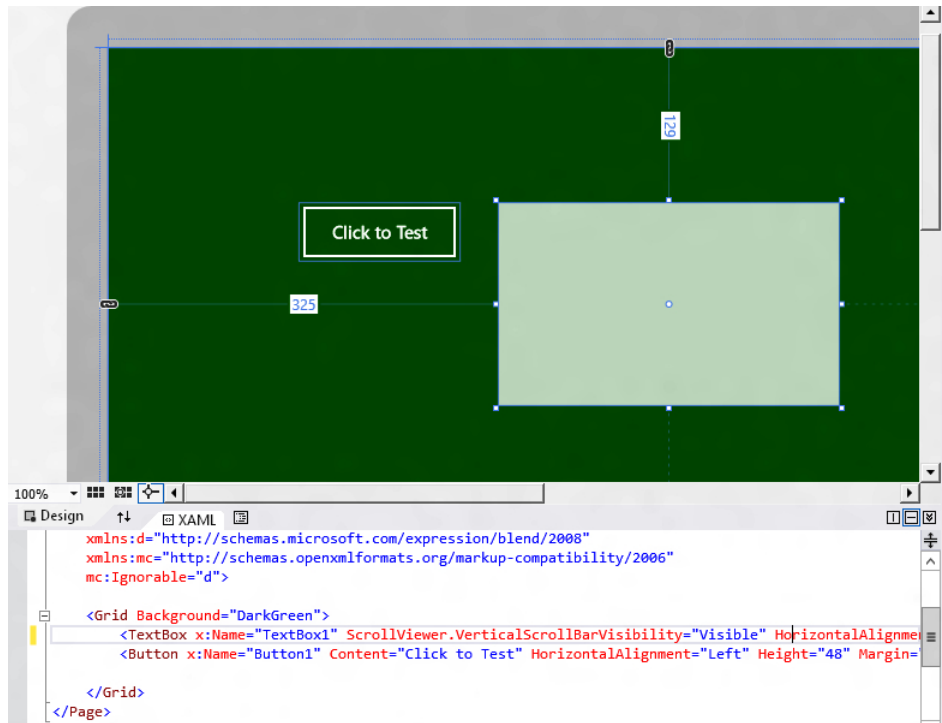 129
Click to Test
325
100%
Design XAML
xmlns:d="http://schemas.microsoft.com/expression/blend/2008"
xmlns:mc="http://schemas.openxmlformats.org/markup-compatibility/2006"
mc:Ignorable="d">
<Grid Background="DarkGreen">
<TextBox x:Name="TextBox1" ScrollViewer.VerticalScrollBarVisibility="Visible" HorizontalAlignme
<Button x:Name="Button1" Content="Click to Test" HorizontalAlignment="Left" Height="48" Margin="
</Grid>
</Page>